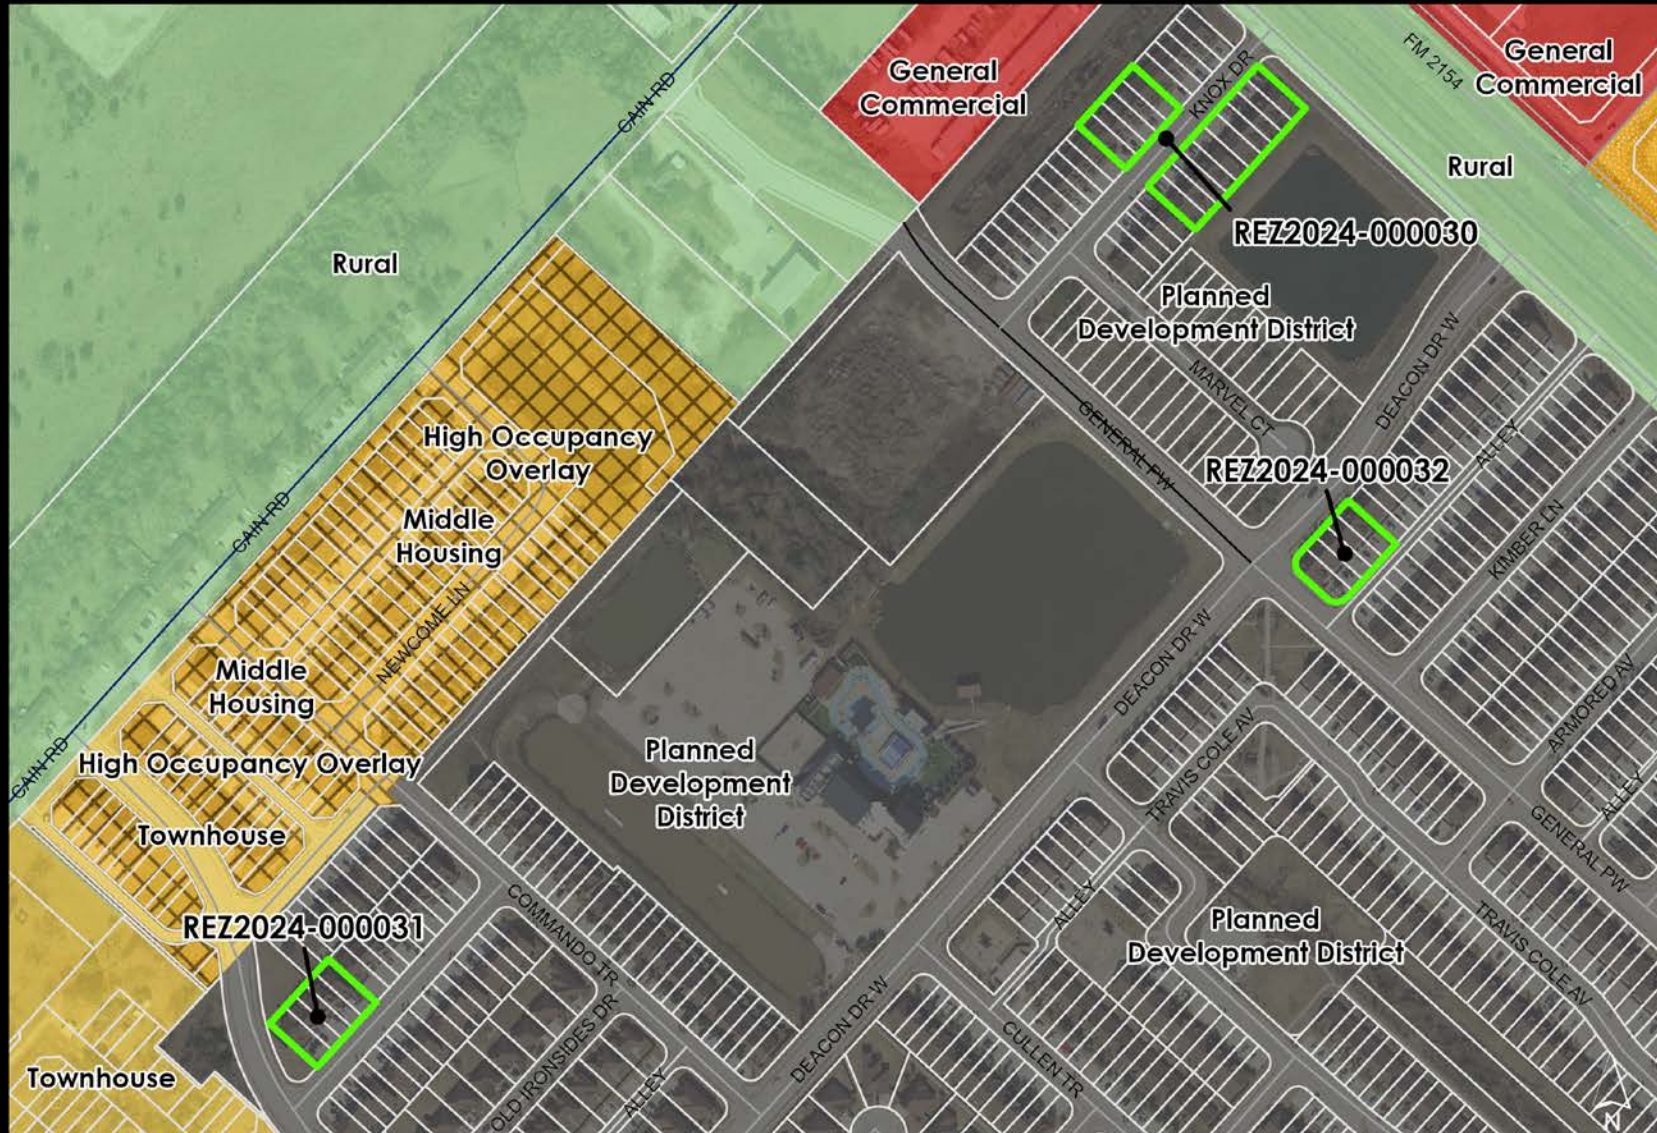 General
Commercial
General
Commercial
FM 2154
KNOX DR
CAIN RD
Rural
REZ2024-000030
Rural
Planned
Development District
DEACON DR W
MARVEL CT
GENERAL PW
High Occupancy
Overlay
ALLEY
REZ2024-000032
CAIN RD
Middle
Housing
KIMBER LN
NEWCOME LN
DEACON DR W
Middle
Housing
ARMORED AV
High Occupancy Overlay
CAIN RD
Planned
Development
District
TRAVIS COLE AV
ALLEY
Townhouse
GENERAL PW
REZ2024-000031
COMMANDO TR
ALLEY
Planned
Development District
TRAVIS COLE AV
Townhouse
OLD IRONSIDES DR
ALLEY
DEACON DR W
CULLEN TR
N